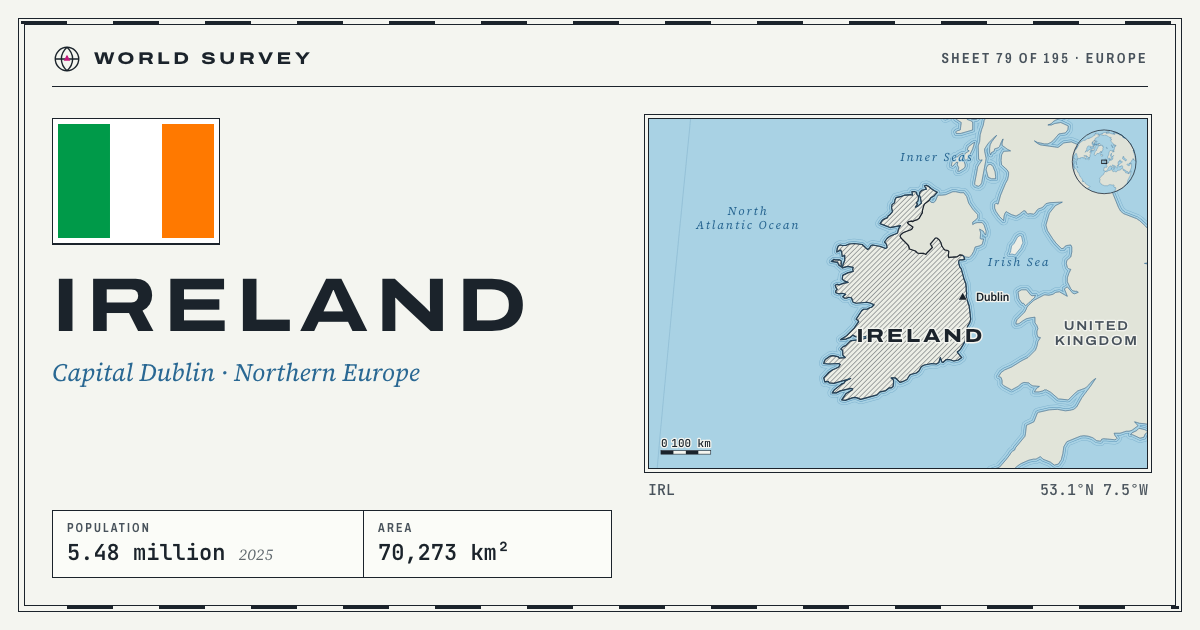 WORLD SURVEY
SHEET 79 OF 195 · EUROPE
IRELAND
Capital Dublin · Northern Europe
POPULATION
5.48 million 2025
AREA
70,273 km²
Inner Seas
North
Atlantic Ocean
Irish Sea
Dublin
IRELAND
UNITED
KINGDOM
0 100 km
IRL
53.1°N 7.5°W